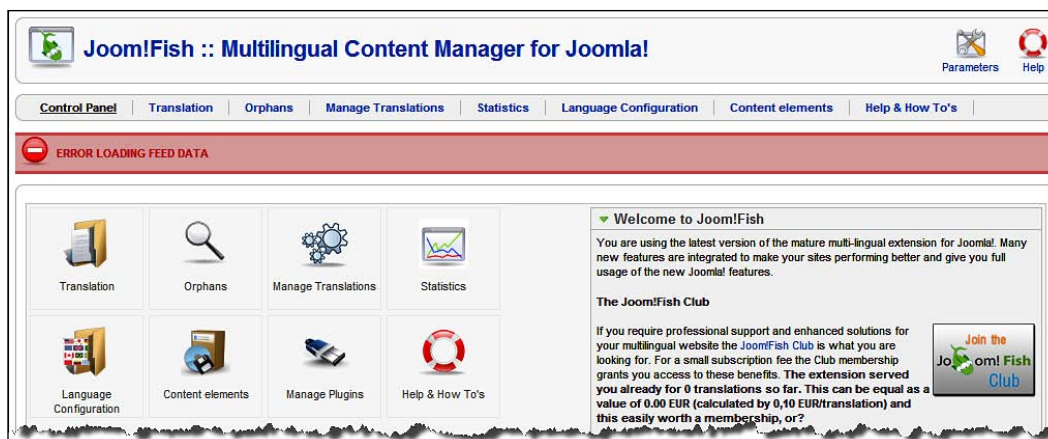 Joom!Fish :: Multilingual Content Manager for Joomla!
Parameters
Help
Control Panel
Translation
Orphans
Manage Translations
Statistics
Language Configuration
Content elements
Help & How To's
ERROR LOADING FEED DATA
Translation
Orphans
Manage Translations
Statistics
Language
Configuration
Content elements
Manage Plugins
Help & How To's
Welcome to Joom!Fish
You are using the latest version of the mature multi-lingual extension for Joomla!. Many
new features are integrated to make your sites performing better and give you full
usage of the new Joomla! features.
The Joom!Fish Club
If you require professional support and enhanced solutions for
your multilingual website the Joom!Fish Club is what you are
looking for. For a small subscription fee the Club membership
grants you access to these benefits. The extension served
you already for 0 translations so far. This can be equal as a
value of 0.00 EUR (calculated by 0,10 EUR/translation) and
this easily worth a membership, or?
Join the
Joom! Fish
Club